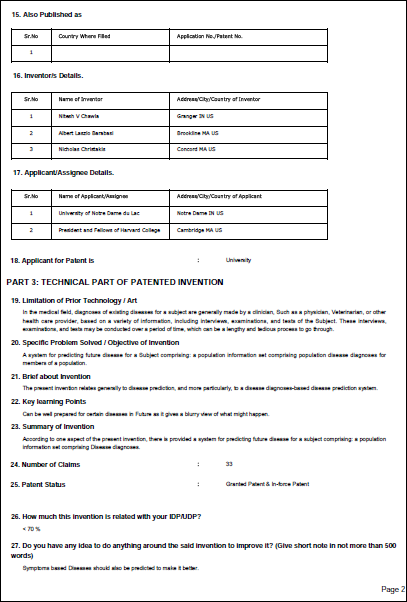 15. Also Published as
Sr.No Country Where Filled Application No./Patent No.
1
16. Inventor/s Details.
Sr.No Name of Inventor Address/City/Country of Inventor
1 Nitesh V Chawla Granger IN US
2 Albert Laszlo Barabasi Brookline MA US
3 Nicholas Christakis Concord MA US
17. Applicant/Assignee Details.
Sr.No Name of Applicant/Assignee Address/City/Country of Applicant
1 University of Notre Dame du Lac Notre Dame IN US
2 President and Fellows of Harvard College Cambridge MA US
18. Applicant for Patent is : University
PART 3: TECHNICAL PART OF PATENTED INVENTION
19. Limitation of Prior Technology / Art
In the medical field, diagnoses of existing diseases for a subject are generally made by a clinician, Such as a physician, Veterinarian, or other
health care provider, based on a variety of information, including interviews, examinations, and tests of the Subject. These interviews,
examinations, and tests may be conducted over a period of time, which can be a lengthy and tedious process to go through.
20. Specific Problem Solved / Objective of Invention
A system for predicting future disease for a Subject comprising: a population information set comprising population disease diagnoses for
members of a population.
21. Brief about Invention
The present invention relates generally to disease prediction, and more particularly, to a disease diagnoses-based disease prediction system.
22. Key learning Points
Can be well prepared for certain diseases in Future as it gives a blurry view of what might happen.
23. Summary of Invention
According to one aspect of the present invention, there is provided a system for predicting future disease for a subject comprising: a population
information set comprising Disease diagnoses.
24. Number of Claims : 33
25. Patent Status : Granted Patent & In-force Patent
26. How much this invention is related with your IDP/UDP?
< 70 %
27. Do you have any idea to do anything around the said invention to improve it? (Give short note in not more than 500
words)
Symptoms based Diseases should also be predicted to make it better.
Page 2